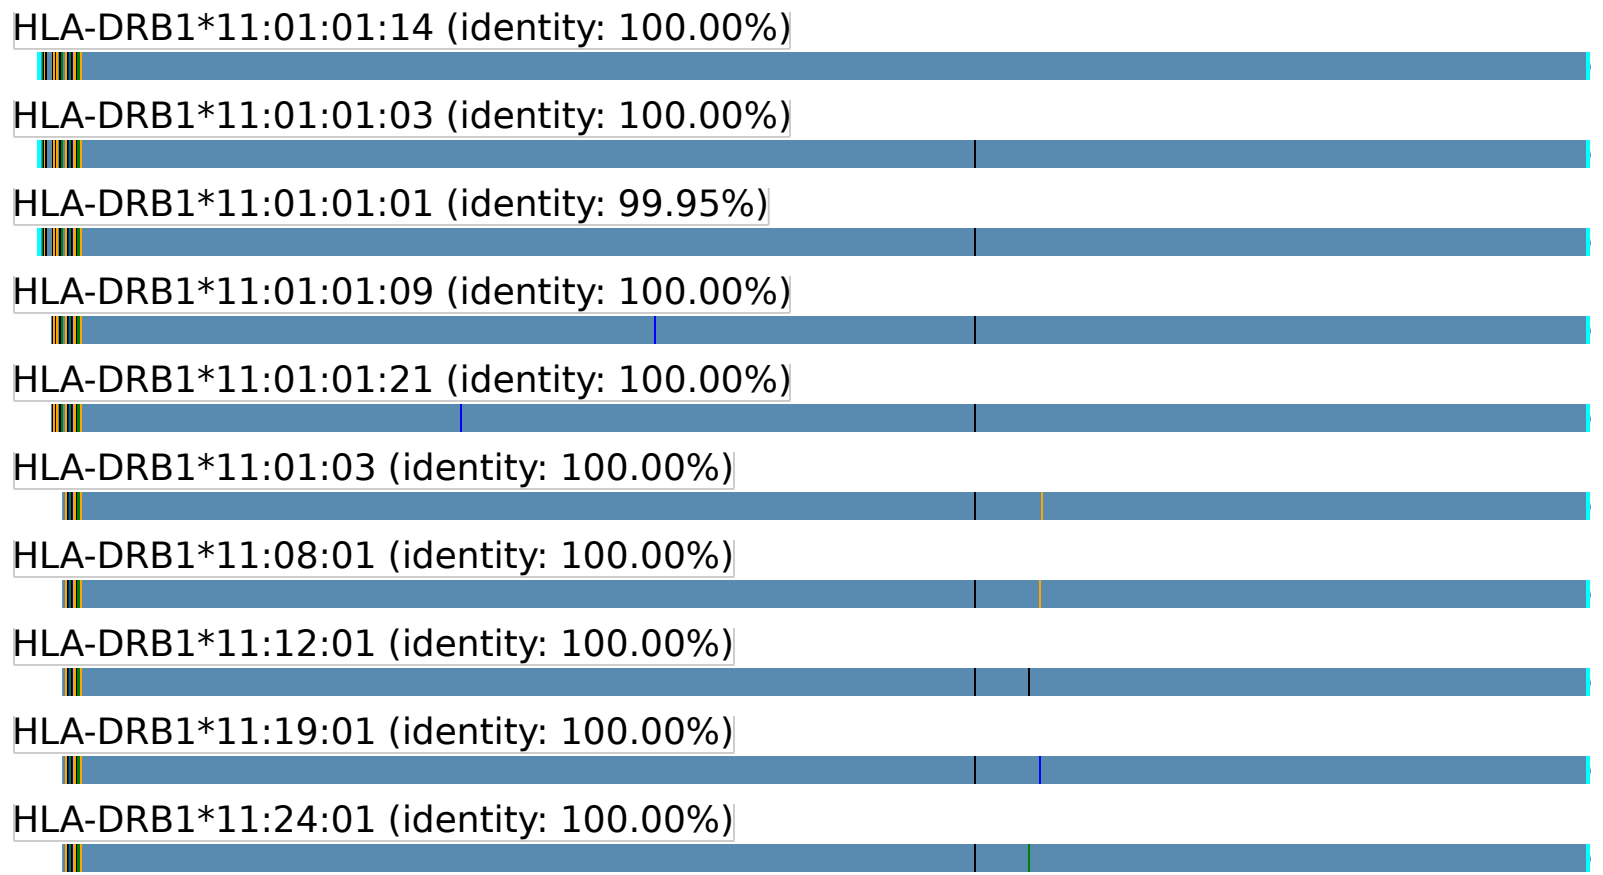 HLA-DRB1*11:01:01:14 (identity: 100.00%)
HLA-DRB1*11:01:01:03 (identity: 100.00%)
HLA-DRB1*11:01:01:01 (identity: 99.95%)
HLA-DRB1*11:01:01:09 (identity: 100.00%)
HLA-DRB1*11:01:01:21 (identity: 100.00%)
HLA-DRB1*11:01:03 (identity: 100.00%)
HLA-DRB1*11:08:01 (identity: 100.00%)
HLA-DRB1*11:12:01 (identity: 100.00%)
HLA-DRB1*11:19:01 (identity: 100.00%)
HLA-DRB1*11:24:01 (identity: 100.00%)